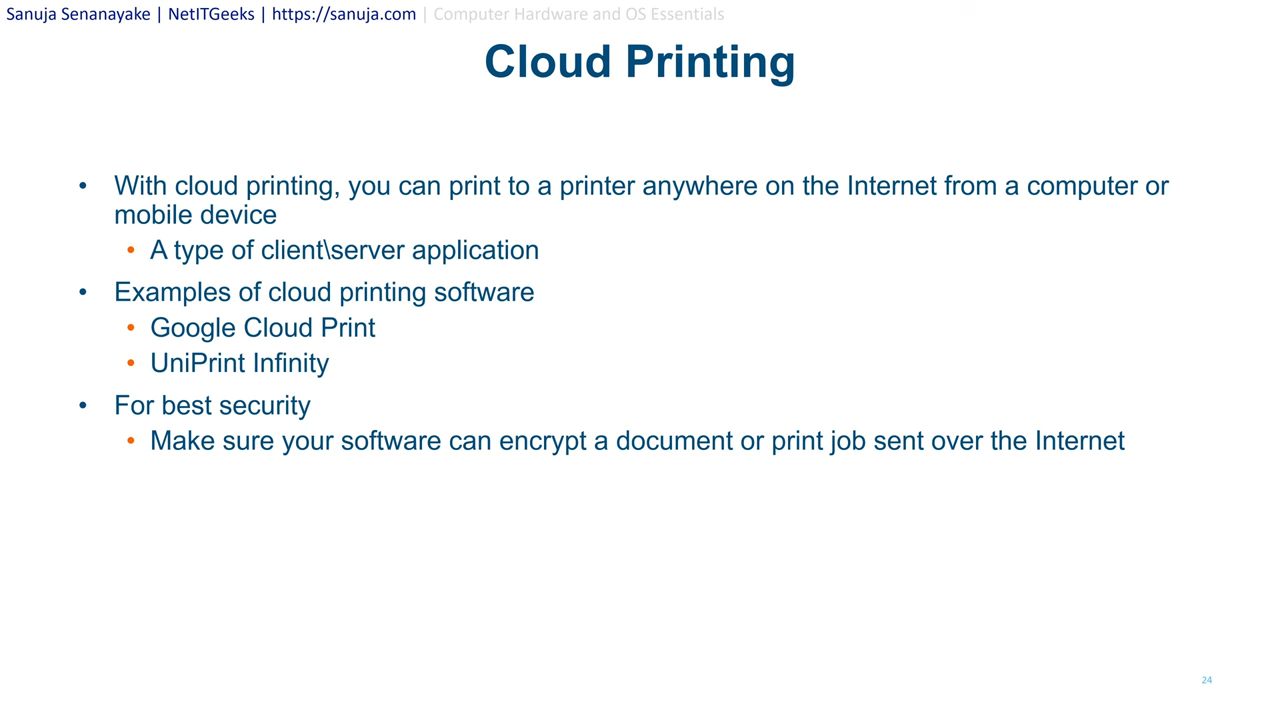 Sanuja Senanayake | NetITGeeks | https://sanuja.com | Computer Hardware and OS Essentials
Cloud Printing
• With cloud printing, you can print to a printer anywhere on the Internet from a computer or
mobile device
• A type of client\server application
• Examples of cloud printing software
• Google Cloud Print
• UniPrint Infinity
• For best security
• Make sure your software can encrypt a document or print job sent over the Internet
24